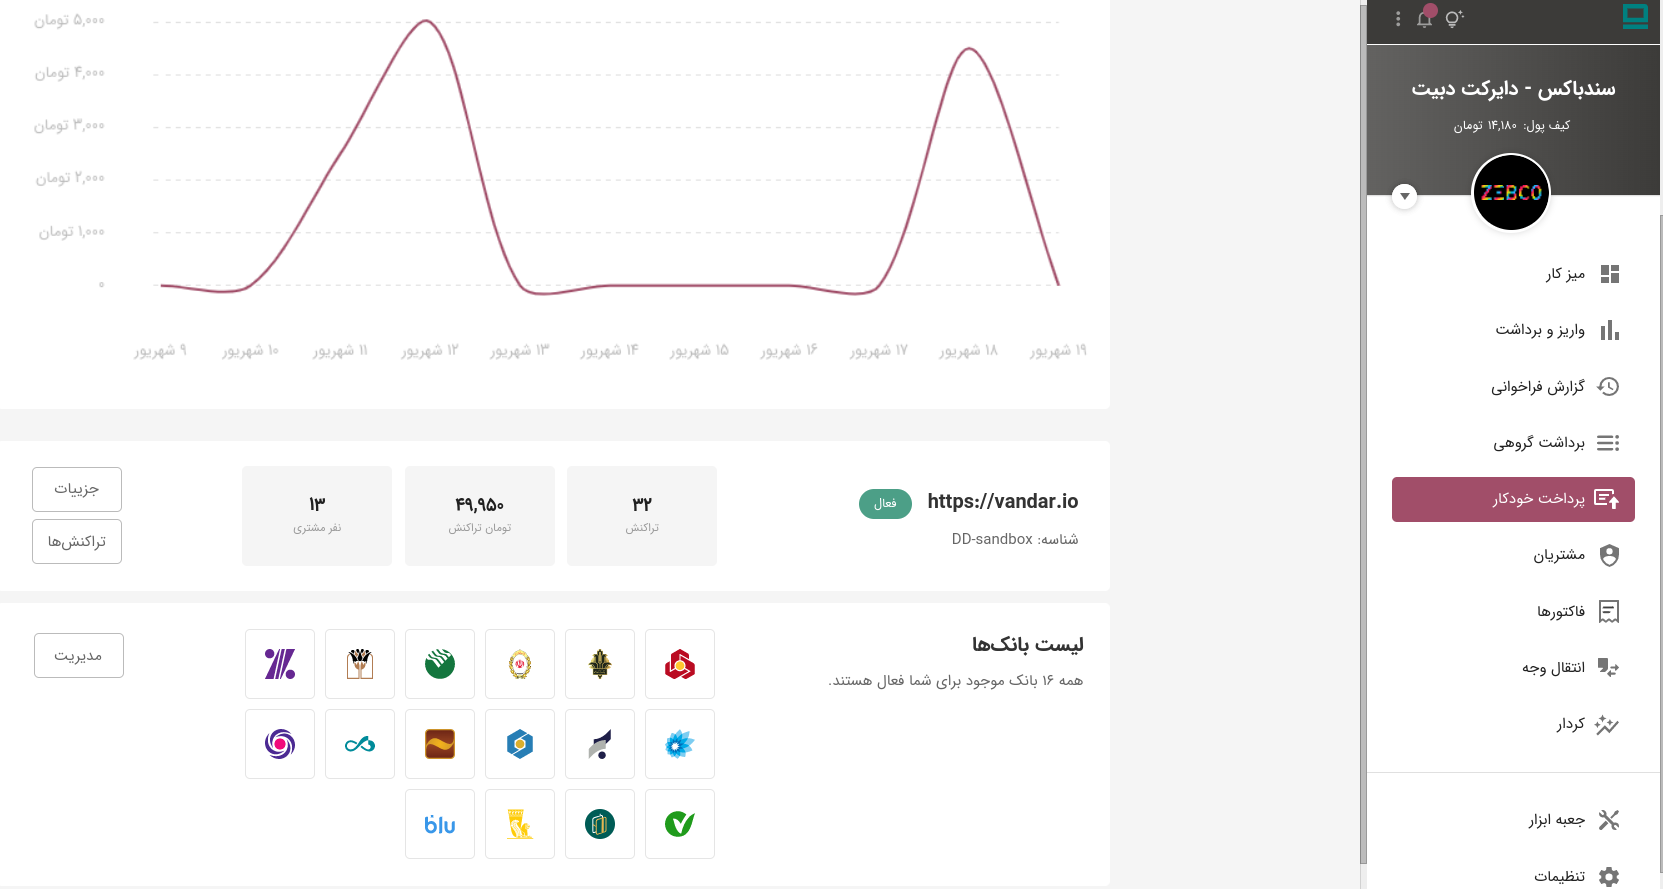 سندباکس - دایرکت دبیت
کیف پول: ۱۴,۱۸۰ تومان
ZEBCO
میز کار
واریز و برداشت
گزارش فراخوانی
برداشت گروهی
پرداخت خودکار
مشتریان
فاکتورها
انتقال وجه
کردار
جعبه ابزار
تنظیمات
۵,۰۰۰ تومان
۴,۰۰۰ تومان
۳,۰۰۰ تومان
۲,۰۰۰ تومان
۱,۰۰۰ تومان
۰
۹ شهریور
۱۰ شهریور
۱۱ شهریور
۱۲ شهریور
۱۳ شهریور
۱۴ شهریور
۱۵ شهریور
۱۶ شهریور
۱۷ شهریور
۱۸ شهریور
۱۹ شهریور
https://vandar.io
فعال
شناسه: DD-sandbox
۳۲
تراکنش
۴۹,۹۵۰
تومان تراکنش
۱۳
نفر مشتری
جزییات
تراکنش‌ها
لیست بانک‌ها
همه ۱۶ بانک موجود برای شما فعال هستند.
مدیریت
blu